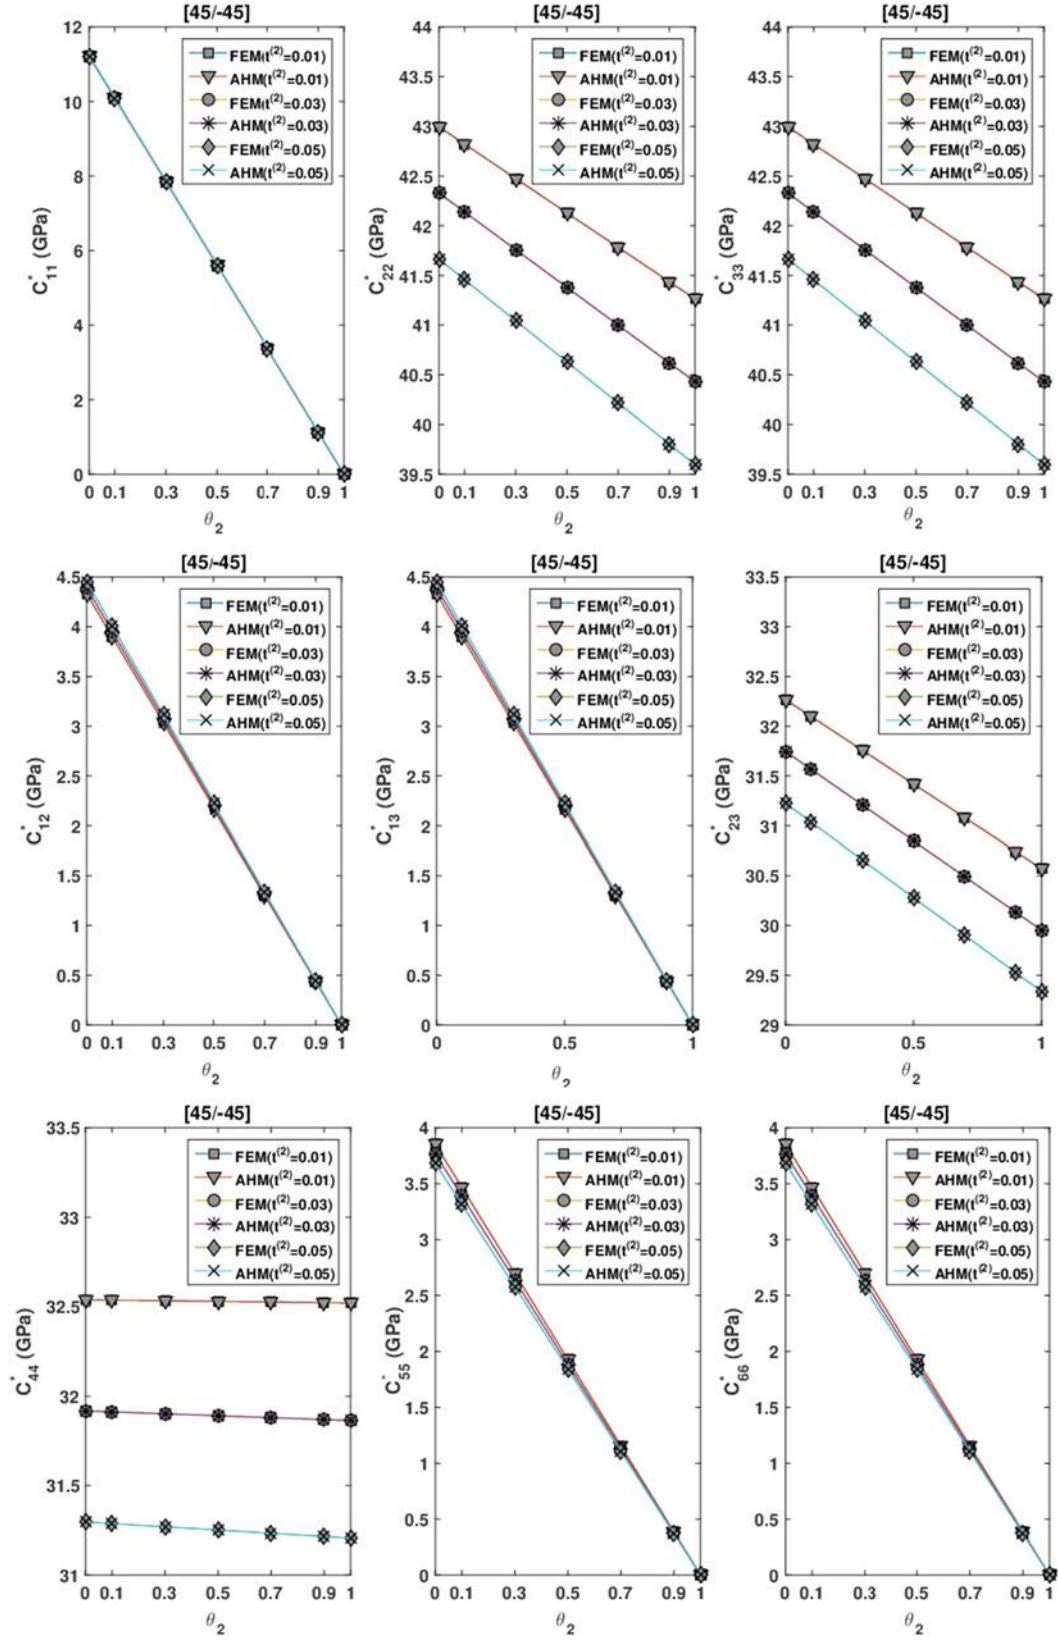 [45/-45]
12
10
8
6
4
2
0
C*11 (GPa)
FEM(t(2)=0.01)
AHM(t(2)=0.01)
FEM(t(2)=0.03)
AHM(t(2)=0.03)
FEM(t(2)=0.05)
AHM(t(2)=0.05)
0 0.1 0.3 0.5 0.7 0.9 1
θ2
[45/-45]
44
43.5
43
42.5
42
41.5
41
40.5
40
39.5
C*22 (GPa)
FEM(t(2)=0.01)
AHM(t(2)=0.01)
FEM(t(2)=0.03)
AHM(t(2)=0.03)
FEM(t(2)=0.05)
AHM(t(2)=0.05)
0 0.1 0.3 0.5 0.7 0.9 1
θ2
[45/-45]
44
43.5
43
42.5
42
41.5
41
40.5
40
39.5
C*33 (GPa)
FEM(t(2)=0.01)
AHM(t(2)=0.01)
FEM(t(2)=0.03)
AHM(t(2)=0.03)
FEM(t(2)=0.05)
AHM(t(2)=0.05)
0 0.1 0.3 0.5 0.7 0.9 1
θ2
[45/-45]
4.5
4
3.5
3
2.5
2
1.5
1
0.5
0
C*12 (GPa)
FEM(t(2)=0.01)
AHM(t(2)=0.01)
FEM(t(2)=0.03)
AHM(t(2)=0.03)
FEM(t(2)=0.05)
AHM(t(2)=0.05)
0 0.1 0.3 0.5 0.7 0.9 1
θ2
[45/-45]
4.5
4
3.5
3
2.5
2
1.5
1
0.5
0
C*13 (GPa)
FEM(t(2)=0.01)
AHM(t(2)=0.01)
FEM(t(2)=0.03)
AHM(t(2)=0.03)
FEM(t(2)=0.05)
AHM(t(2)=0.05)
0 0.5 1
θ2
[45/-45]
33.5
33
32.5
32
31.5
31
30.5
30
29.5
29
C*23 (GPa)
FEM(t(2)=0.01)
AHM(t(2)=0.01)
FEM(t(2)=0.03)
AHM(t(2)=0.03)
FEM(t(2)=0.05)
AHM(t(2)=0.05)
0 0.5 1
θ2
[45/-45]
33.5
33
32.5
32
31.5
31
C*44 (GPa)
FEM(t(2)=0.01)
AHM(t(2)=0.01)
FEM(t(2)=0.03)
AHM(t(2)=0.03)
FEM(t(2)=0.05)
AHM(t(2)=0.05)
0 0.1 0.3 0.5 0.7 0.9 1
θ2
[45/-45]
4
3.5
3
2.5
2
1.5
1
0.5
0
C*55 (GPa)
FEM(t(2)=0.01)
AHM(t(2)=0.01)
FEM(t(2)=0.03)
AHM(t(2)=0.03)
FEM(t(2)=0.05)
AHM(t(2)=0.05)
0 0.1 0.3 0.5 0.7 0.9 1
θ2
[45/-45]
4
3.5
3
2.5
2
1.5
1
0.5
0
C*66 (GPa)
FEM(t(2)=0.01)
AHM(t(2)=0.01)
FEM(t(2)=0.03)
AHM(t(2)=0.03)
FEM(t(2)=0.05)
AHM(t(2)=0.05)
0 0.1 0.3 0.5 0.7 0.9 1
θ2